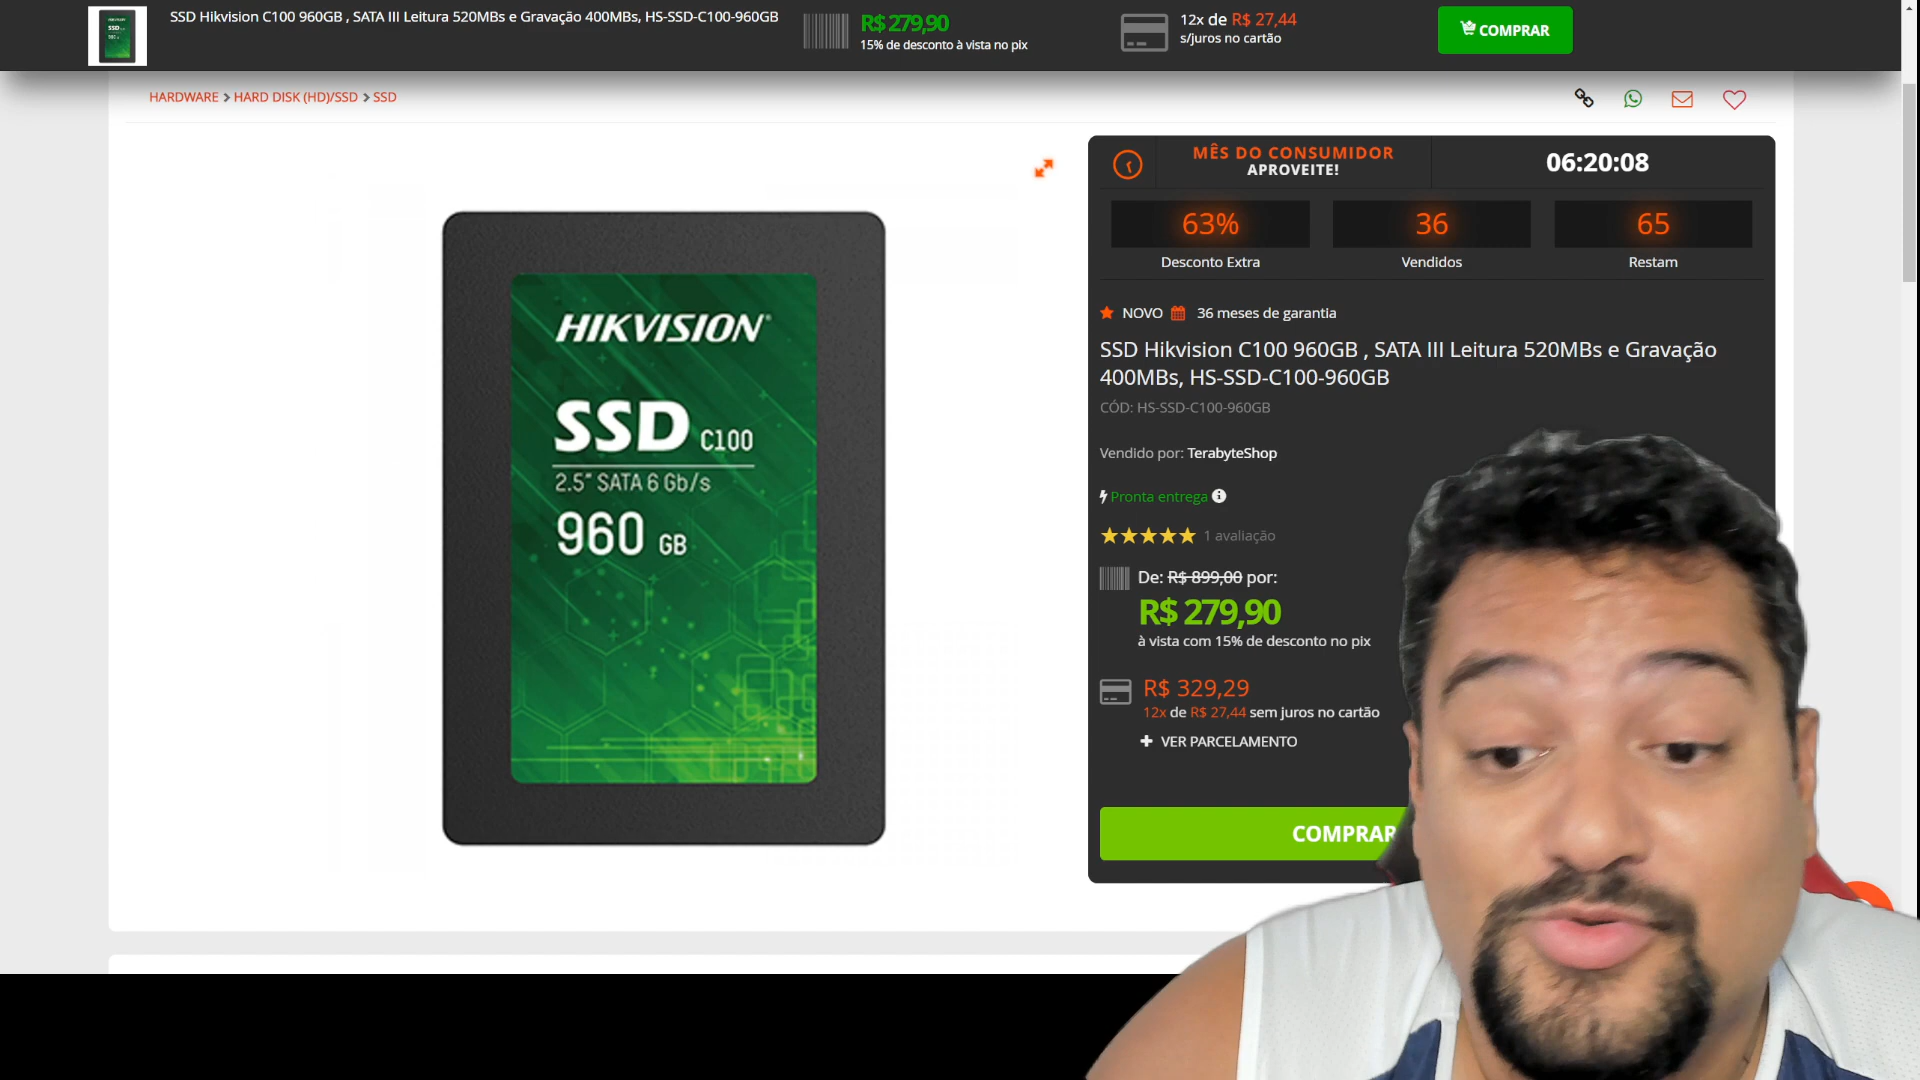 SSD Hikvision C100 960GB , SATA III Leitura 520MBs e Gravação 400MBs, HS-SSD-C100-960GB
R$ 279,90
15% de desconto à vista no pix
12x de R$ 27,44
s/juros no cartão
COMPRAR
HARDWARE > HARD DISK (HD)/SSD > SSD
MÊS DO CONSUMIDOR
APROVEITE!
06:20:08
63%
Desconto Extra
36
Vendidos
65
Restam
NOVO 36 meses de garantia
SSD Hikvision C100 960GB , SATA III Leitura 520MBs e Gravação
400MBs, HS-SSD-C100-960GB
CÓD: HS-SSD-C100-960GB
Vendido por: TerabyteShop
Pronta entrega
1 avaliação
De: R$ 899,00 por:
R$ 279,90
à vista com 15% de desconto no pix
R$ 329,29
12x de R$ 27,44 sem juros no cartão
+ VER PARCELAMENTO
COMPRAR
HIKVISION®
SSD C100
2.5" SATA 6 Gb/s
960 GB